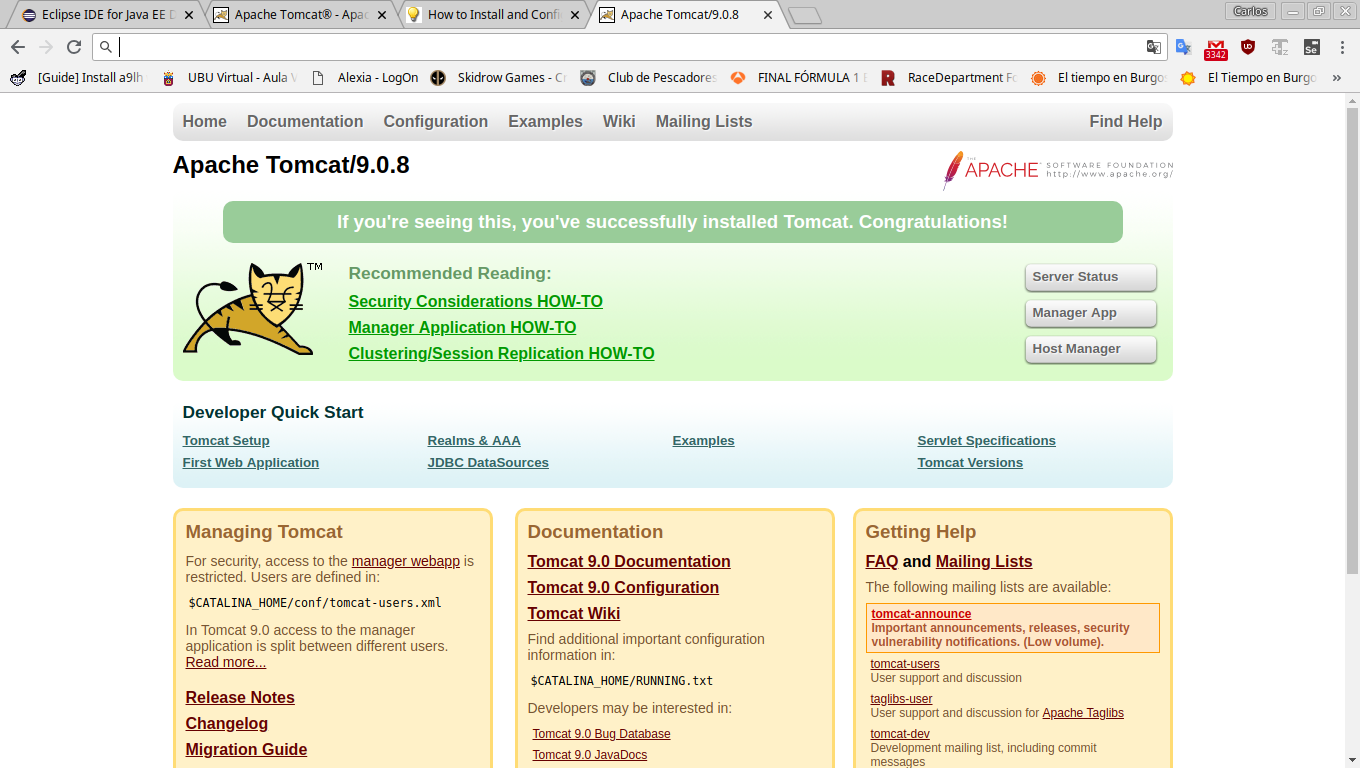 Eclipse IDE for Java EE D
Apache Tomcat® - Apac
How to Install and Confi
Apache Tomcat/9.0.8
Carlos
3342
Se
[Guide] Install a9lh
UBU Virtual - Aula V
Alexia - LogOn
Skidrow Games - Cr
Club de Pescadores
FINAL FÓRMULA 1 E
RaceDepartment Fo
El tiempo en Burgos
El Tiempo en Burgo
»
Home
Documentation
Configuration
Examples
Wiki
Mailing Lists
Find Help
Apache Tomcat/9.0.8
THE
APACHE
SOFTWARE FOUNDATION
http://www.apache.org/
If you're seeing this, you've successfully installed Tomcat. Congratulations!
TM
Recommended Reading:
Security Considerations HOW-TO
Manager Application HOW-TO
Clustering/Session Replication HOW-TO
Server Status
Manager App
Host Manager
Developer Quick Start
Tomcat Setup
First Web Application
Realms & AAA
JDBC DataSources
Examples
Servlet Specifications
Tomcat Versions
Managing Tomcat
For security, access to the manager webapp is
restricted. Users are defined in:
$CATALINA_HOME/conf/tomcat-users.xml
In Tomcat 9.0 access to the manager
application is split between different users.
Read more...
Release Notes
Changelog
Migration Guide
Documentation
Tomcat 9.0 Documentation
Tomcat 9.0 Configuration
Tomcat Wiki
Find additional important configuration
information in:
$CATALINA_HOME/RUNNING.txt
Developers may be interested in:
Tomcat 9.0 Bug Database
Tomcat 9.0 JavaDocs
Getting Help
FAQ and Mailing Lists
The following mailing lists are available:
tomcat-announce
Important announcements, releases, security
vulnerability notifications. (Low volume).
tomcat-users
User support and discussion
taglibs-user
User support and discussion for Apache Taglibs
tomcat-dev
Development mailing list, including commit
messages